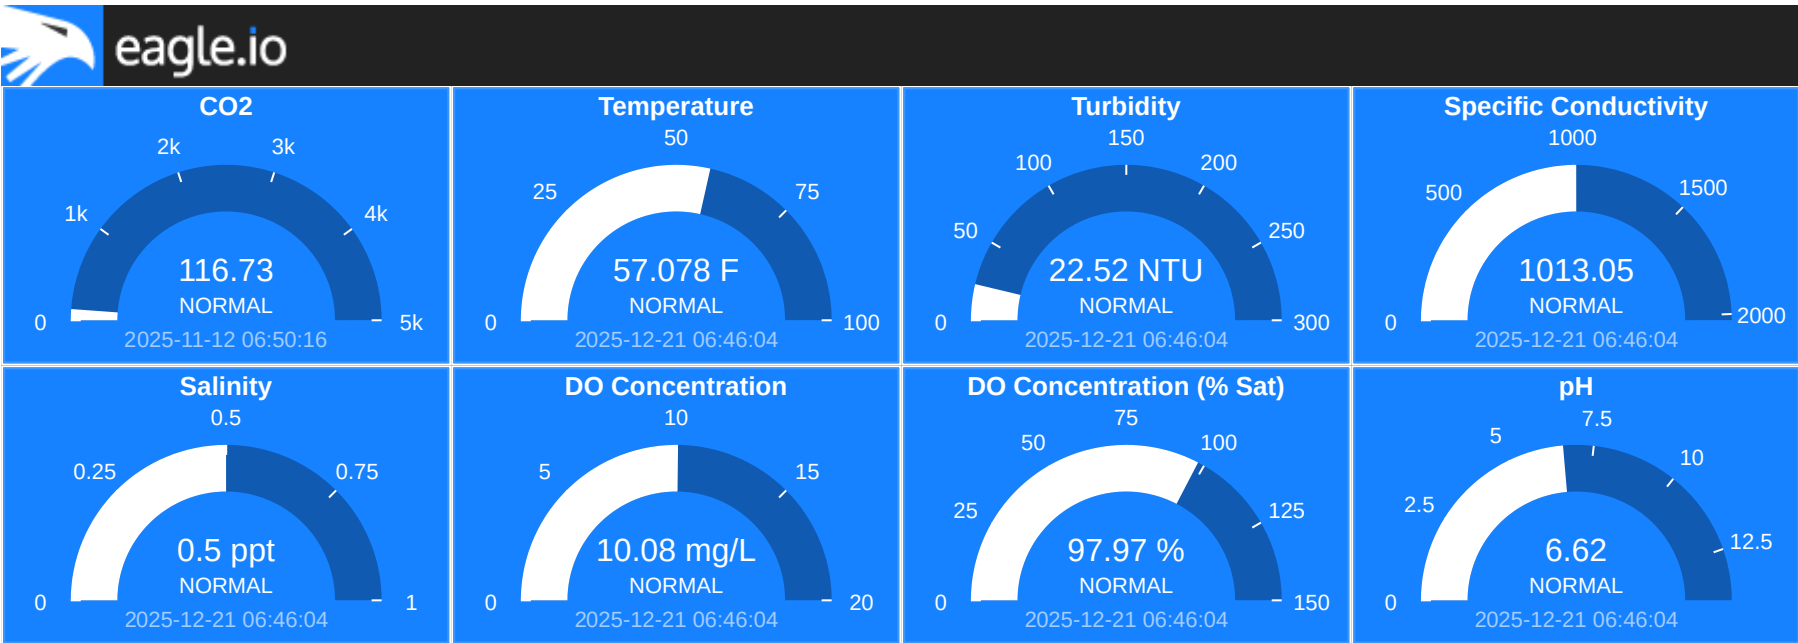 eagle.io
CO2
2k 3k
1k 4k
116.73
NORMAL
0 5k
2025-11-12 06:50:16
Temperature
50
25 75
57.078 F
NORMAL
0 100
2025-12-21 06:46:04
Turbidity
150
100 200
50 250
22.52 NTU
NORMAL
0 300
2025-12-21 06:46:04
Specific Conductivity
1000
500 1500
1013.05
NORMAL
0 2000
2025-12-21 06:46:04
Salinity
0.5
0.25 0.75
0.5 ppt
NORMAL
0 1
2025-12-21 06:46:04
DO Concentration
10
5 15
10.08 mg/L
NORMAL
0 20
2025-12-21 06:46:04
DO Concentration (% Sat)
75
50 100
25 125
97.97 %
NORMAL
0 150
2025-12-21 06:46:04
pH
7.5
5 10
2.5 12.5
6.62
NORMAL
0
2025-12-21 06:46:04